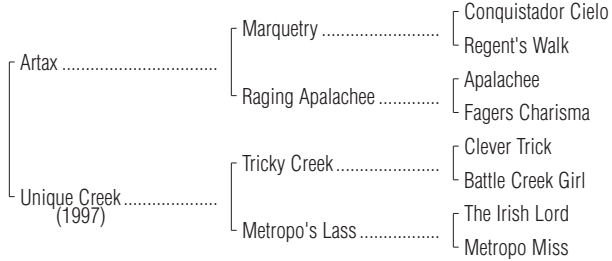 Conquistador Cielo
Marquetry ........................
Regent's Walk
Artax ................................
Apalachee
Raging Apalachee .............
Fagers Charisma
Clever Trick
Tricky Creek .....................
Battle Creek Girl
Unique Creek ...................
(1997)
The Irish Lord
Metropo's Lass .................
Metropo Miss